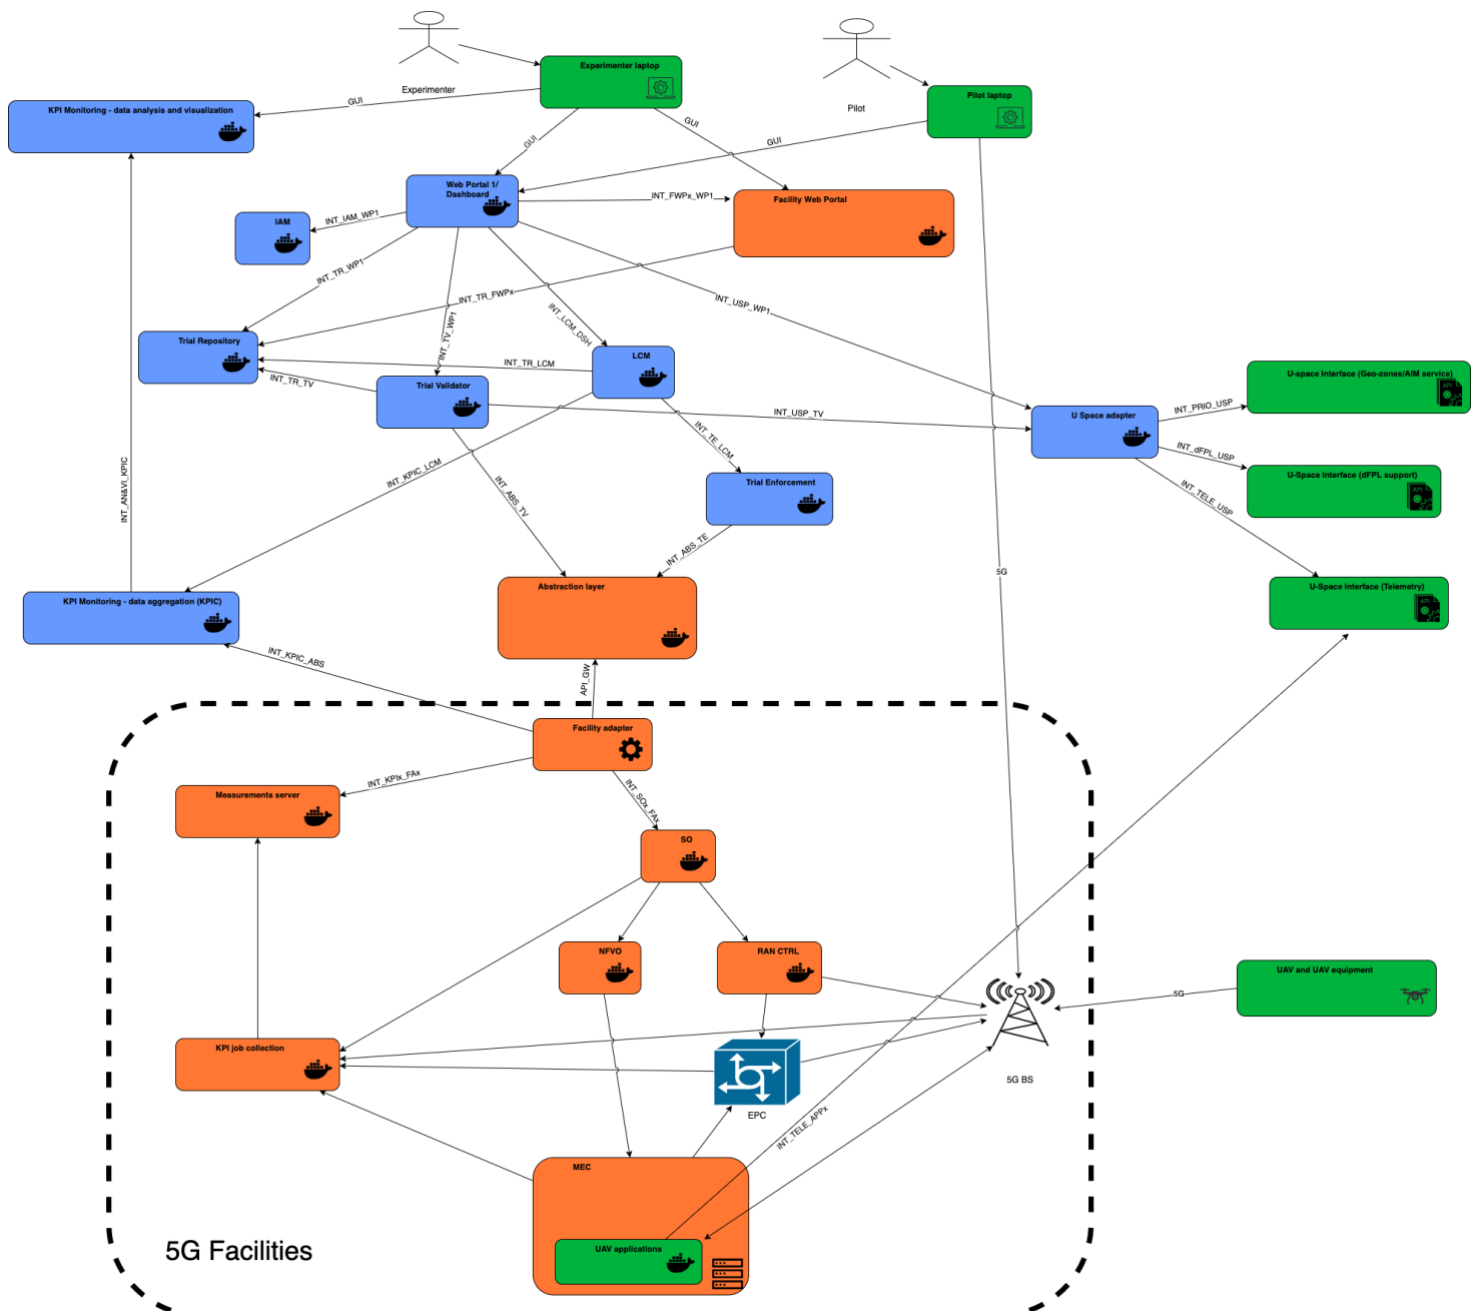 Experimenter laptop
Experimenter
Pilot laptop
Pilot
KPI Monitoring - data analysis and visualization
GUI
GUI
GUI
GUI
Web Portal 1/
Dashboard
INT_FWPx_WP1
Facility Web Portal
IAM
INT_IAM_WP1
INT_TR_WP1
INT_TR_FWPx
INT_TV_WP1
INT_LCM_DSH
INT_USP_WP1
Trial Repository
INT_TR_LCM
LCM
INT_TR_TV
Trial Validator
INT_USP_TV
U Space adapter
INT_PRIO_USP
U-space Interface (Geo-zones/AIM service)
INT_dFPL_USP
U-Space Interface (dFPL support)
INT_TELE_USP
U-Space Interface (Telemetry)
API
API
API
INT_AN&VI_KPIC
INT_KPIC_LCM
INT_ABS_TV
INT_TE_LCM
Trial Enforcement
INT_ABS_TE
Abstraction layer
5G
KPI Monitoring - data aggregation (KPIC)
INT_KPIC_ABS
API_GW
Facility adapter
INT_KPIx_FAx
INT_SOx_FAx
Measurements server
SO
NFVO
RAN CTRL
UAV and UAV equipment
5G
KPI job collection
EPC
5G BS
INT_TELE_APPx
MEC
UAV applications
5G Facilities